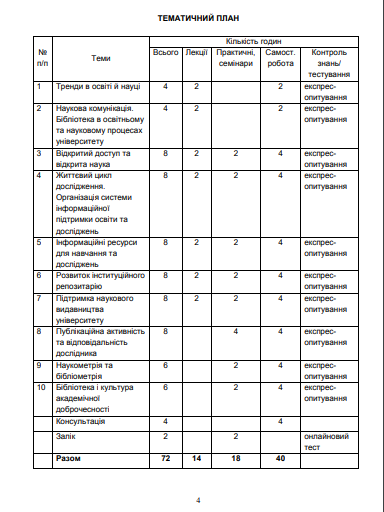 ТЕМАТИЧНИЙ ПЛАН
№ п/п Теми Кількість годин
Всього Лекції Практичні, семінари Самост. робота Контроль знань/ тестування
1 Тренди в освіті й науці 4 2 2 експрес-опитування
2 Наукова комунікація. Бібліотека в освітньому та науковому процесах університету 4 2 2 експрес-опитування
3 Відкритий доступ та відкрита наука 8 2 2 4 експрес-опитування
4 Життєвий цикл дослідження. Організація системи інформаційної підтримки освіти та досліджень 8 2 2 4 експрес-опитування
5 Інформаційні ресурси для навчання та досліджень 8 2 2 4 експрес-опитування
6 Розвиток інституційного репозитарію 8 2 2 4 експрес-опитування
7 Підтримка наукового видавництва університету 8 2 2 4 експрес-опитування
8 Публікаційна активність та відповідальність дослідника 8 4 4 експрес-опитування
9 Наукометрія та бібліометрія 6 2 4 експрес-опитування
10 Бібліотека і культура академічної доброчесності 6 2 4 експрес-опитування
Консультація 4 4
Залік 2 2 онлайновий тест
Разом 72 14 18 40
4